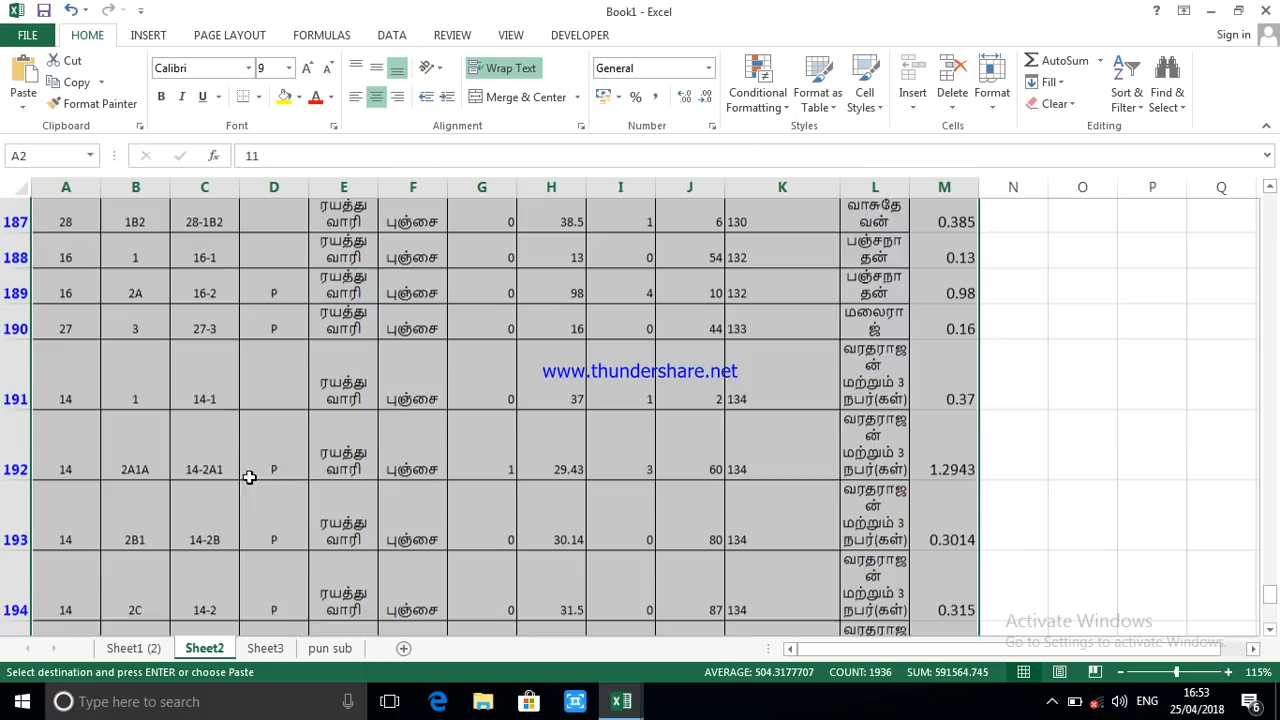 Book1 - Excel
FILE HOME INSERT PAGE LAYOUT FORMULAS DATA REVIEW VIEW DEVELOPER Sign in
Cut
Copy
Format Painter
Paste
Calibri 9
Wrap Text
Merge & Center
General
Conditional Formatting
Format as Table
Cell Styles
Insert
Delete
Format
AutoSum
Fill
Clear
Sort & Filter
Find & Select
Clipboard Font Alignment Number Styles Cells Editing
A2 11
A B C D E F G H I J K L M N O P Q
187 28 1B2 28-1B2 ரயத்து வாரி புஞ்சை 0 38.5 1 6 130 வாசுதே வன் 0.385
188 16 1 16-1 ரயத்து வாரி புஞ்சை 0 13 0 54 132 பஞ்சநா தன் 0.13
189 16 2A 16-2 P ரயத்து வாரி புஞ்சை 0 98 4 10 132 பஞ்சநா தன் 0.98
190 27 3 27-3 P ரயத்து வாரி புஞ்சை 0 16 0 44 133 மலைரா ஜ் 0.16
191 14 1 14-1 ரயத்து வாரி புஞ்சை 0 37 1 2 134 வரதராஜ ன் மற்றும் 3 நபர்(கள்) 0.37
www.thundershare.net
192 14 2A1A 14-2A1 P ரயத்து வாரி புஞ்சை 1 29.43 3 60 134 வரதராஜ ன் மற்றும் 3 நபர்(கள்) 1.2943
193 14 2B1 14-2B P ரயத்து வாரி புஞ்சை 0 30.14 0 80 134 வரதராஜ ன் மற்றும் 3 நபர்(கள்) 0.3014
194 14 2C 14-2 P ரயத்து வாரி புஞ்சை 0 31.5 0 87 134 வரதராஜ ன் மற்றும் 3 நபர்(கள்) 0.315
வரதராஜ
Activate Windows
Go to Settings to activate Windows.
Sheet1 (2) Sheet2 Sheet3 pun sub
Select destination and press ENTER or choose Paste AVERAGE: 504.3177707 COUNT: 1936 SUM: 591564.745 115%
Type here to search
ENG
16:53
25/04/2018
6